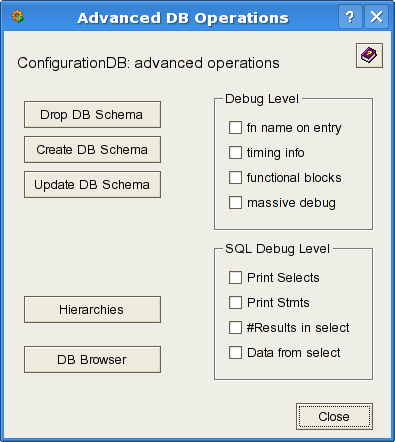 Advanced DB Operations
?
ConfigurationDB: advanced operations
Drop DB Schema
Create DB Schema
Update DB Schema
Hierarchies
DB Browser
Debug Level
fn name on entry
timing info
functional blocks
massive debug
SQL Debug Level
Print Selects
Print Stmts
#Results in select
Data from select
Close